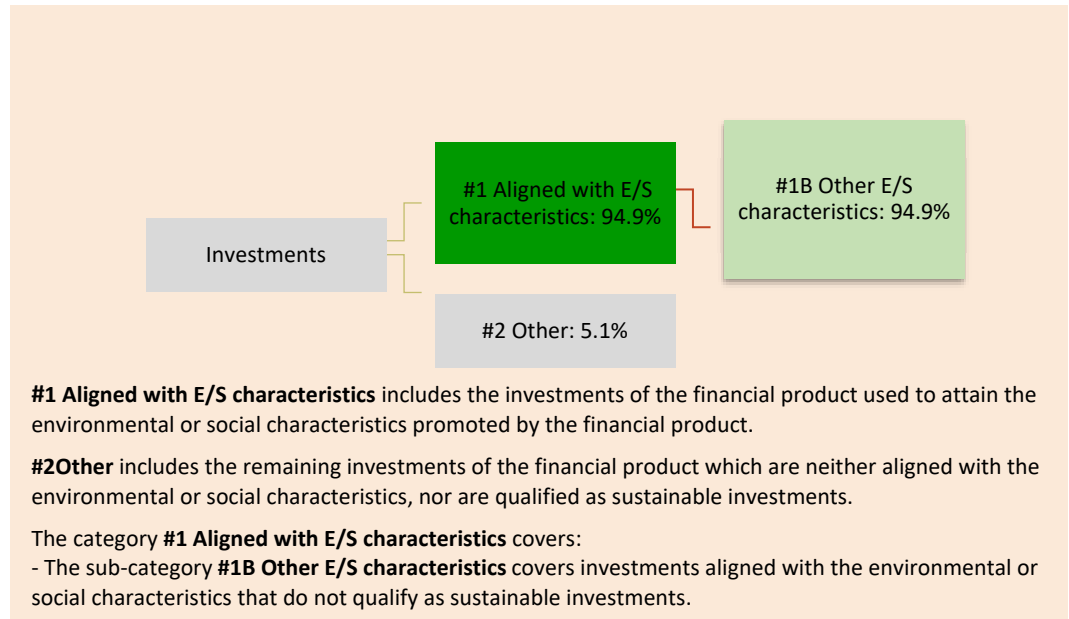 #1 Aligned with E/S
characteristics: 94.9%
#1B Other E/S
characteristics: 94.9%
Investments
#2 Other: 5.1%
#1 Aligned with E/S characteristics includes the investments of the financial product used to attain the
environmental or social characteristics promoted by the financial product.
#2Other includes the remaining investments of the financial product which are neither aligned with the
environmental or social characteristics, nor are qualified as sustainable investments.
The category #1 Aligned with E/S characteristics covers:
- The sub-category #1B Other E/S characteristics covers investments aligned with the environmental or
social characteristics that do not qualify as sustainable investments.